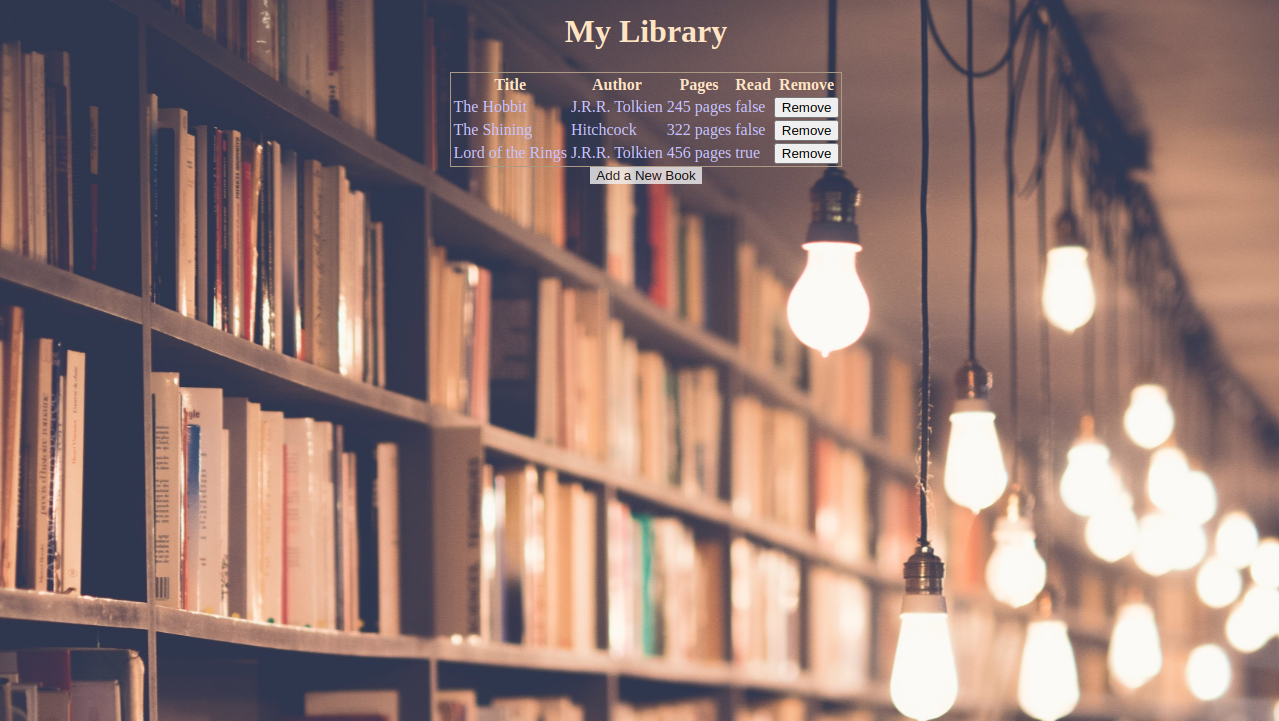 My Library
Title Author Pages Read Remove
The Hobbit J.R.R. Tolkien 245 pages false Remove
The Shining Hitchcock 322 pages false Remove
Lord of the Rings J.R.R. Tolkien 456 pages true Remove
Add a New Book